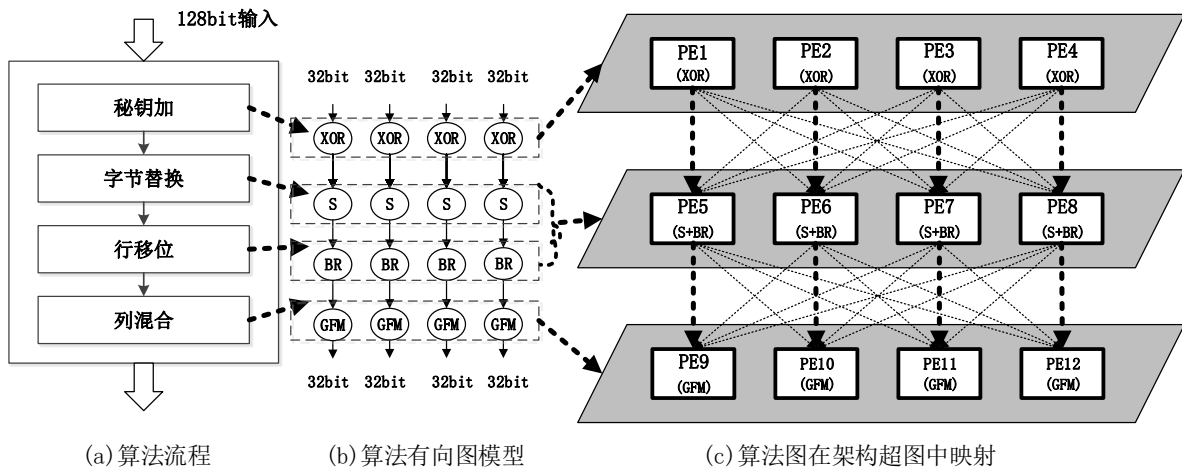 128bit输入
秘钥加
字节替换
行移位
列混合
32bit 32bit 32bit 32bit
XOR XOR XOR XOR
S S S S
BR BR BR BR
GFM GFM GFM GFM
32bit 32bit 32bit 32bit
PE1 PE2 PE3 PE4
(XOR) (XOR) (XOR) (XOR)
PE5 PE6 PE7 PE8
(S+BR) (S+BR) (S+BR) (S+BR)
PE9 PE10 PE11 PE12
(GFM) (GFM) (GFM) (GFM)
(a)算法流程 (b)算法有向图模型 (c)算法图在架构超图中映射